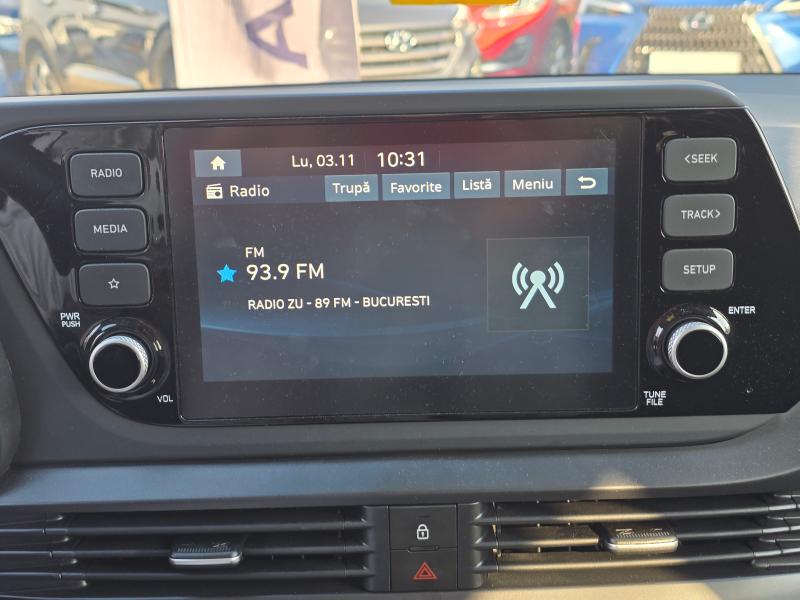 A
Lu, 03.11 10:31
Radio Trupă Favorite Listă Meniu
FM
93.9 FM
RADIO ZU - 89 FM - BUCURESTI
RADIO
MEDIA
PWR
PUSH
VOL
<SEEK
TRACK>
SETUP
ENTER
TUNE
FILE